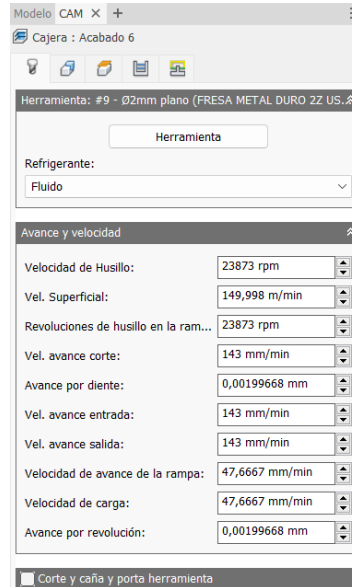 Modelo CAM × +
Cajera : Acabado 6
Herramienta: #9 - Ø2mm plano (FRESA METAL DURO 2Z US..
Herramienta
Refrigerante:
Fluido
Avance y velocidad
Velocidad de Husillo: 23873 rpm
Vel. Superficial: 149,998 m/min
Revoluciones de husillo en la ram... 23873 rpm
Vel. avance corte: 143 mm/min
Avance por diente: 0,00199668 mm
Vel. avance entrada: 143 mm/min
Vel. avance salida: 143 mm/min
Velocidad de avance de la rampa: 47,6667 mm/min
Velocidad de carga: 47,6667 mm/min
Avance por revolución: 0,00199668 mm
Corte y caña y porta herramienta